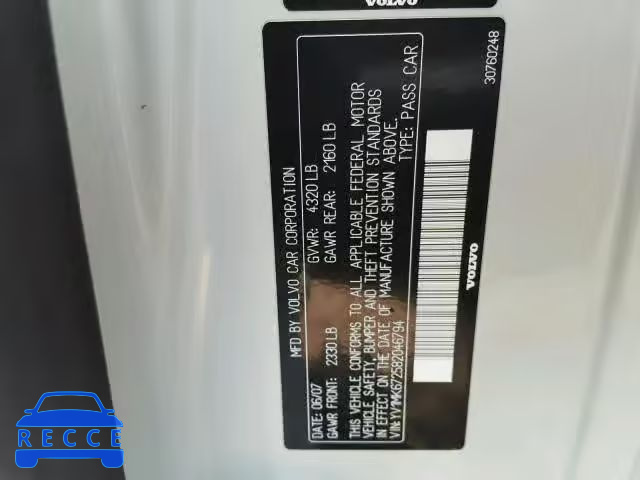 VOLVO
MFD BY VOLVO CAR CORPORATION
DATE: 06/07 GVWR: 4320 LB
GAWR FRONT: 2330 LB GAWR REAR: 2160 LB
THIS VEHICLE CONFORMS TO ALL APPLICABLE FEDERAL MOTOR
VEHICLE SAFETY, BUMPER AND THEFT PREVENTION STANDARDS
IN EFFECT ON THE DATE OF MANUFACTURE SHOWN ABOVE.
VIN: YV1MK672582046794 TYPE: PASS CAR
VOLVO
30760248
RECCE